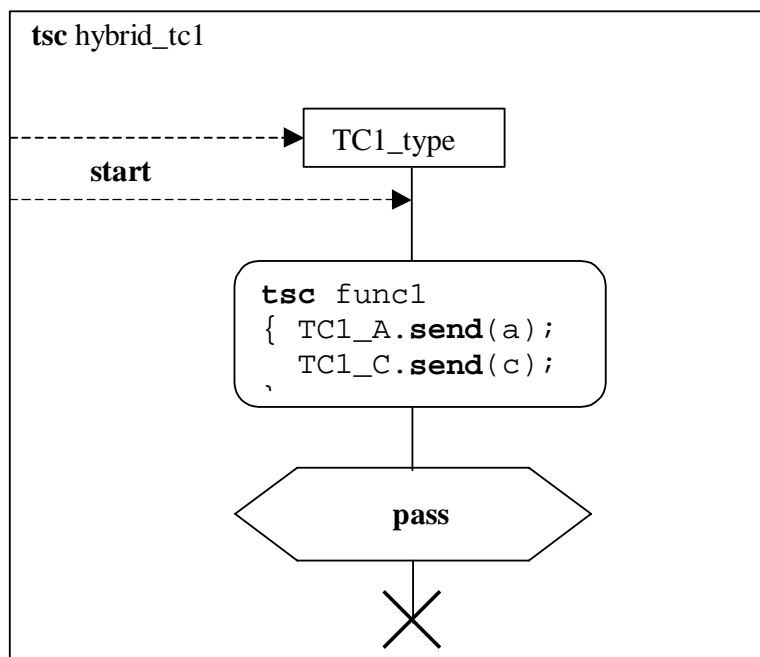 tsc hybrid_tc1
TC1_type
start
tsc func1
{ TC1_A.send(a);
TC1_C.send(c);
}
pass